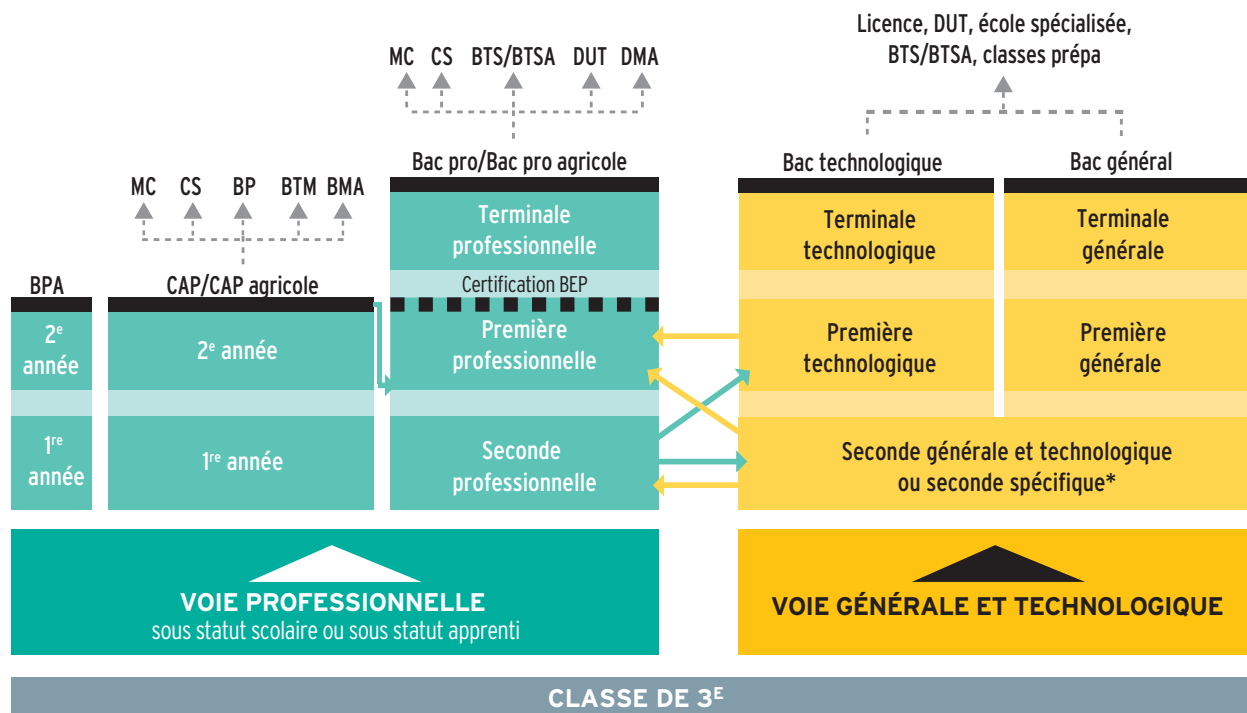 Licence, DUT, école spécialisée,
BTS/BTSA, classes prépa
MC CS BTS/BTSA DUT DMA
Bac pro/Bac pro agricole
Bac technologique
Bac général
MC CS BP BTM BMA
Terminale
professionnelle
Terminale
technologique
Terminale
générale
BPA
CAP/CAP agricole
Certification BEP
2e
année
2e année
Première
professionnelle
Première
technologique
Première
générale
1re
année
1re année
Seconde
professionnelle
Seconde générale et technologique
ou seconde spécifique*
VOIE PROFESSIONNELLE
sous statut scolaire ou sous statut apprenti
VOIE GÉNÉRALE ET TECHNOLOGIQUE
CLASSE DE 3E